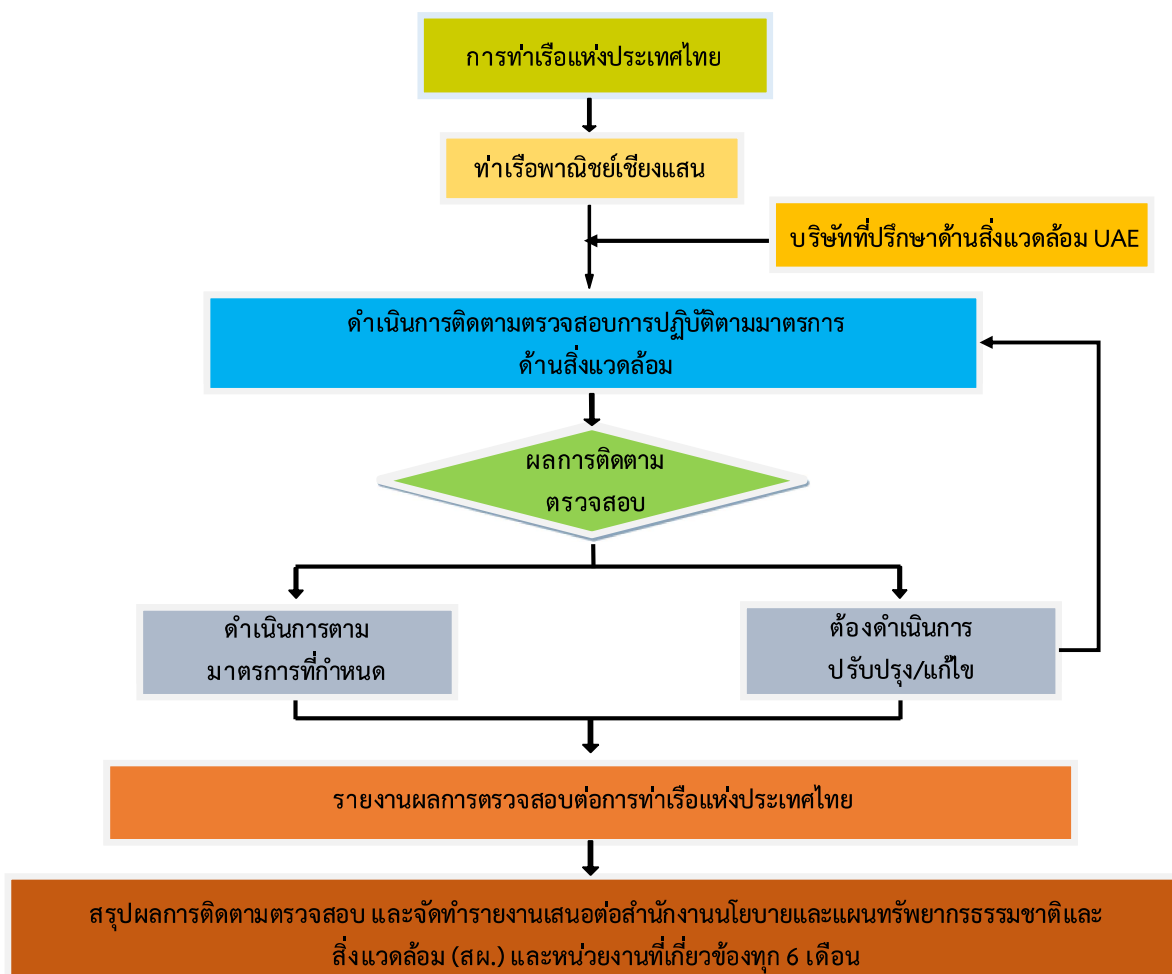 การท่าเรือแห่งประเทศไทย
ท่าเรือพาณิชย์เชียงแสน
บริษัทที่ปรึกษาด้านสิ่งแวดล้อม UAE
ดำเนินการติดตามตรวจสอบการปฏิบัติตามมาตรการ
ด้านสิ่งแวดล้อม
ผลการติดตาม
ตรวจสอบ
ดำเนินการตาม
มาตรการที่กำหนด
ต้องดำเนินการ
ปรับปรุง/แก้ไข
รายงานผลการตรวจสอบต่อการท่าเรือแห่งประเทศไทย
สรุปผลการติดตามตรวจสอบ และจัดทำรายงานเสนอต่อสำนักงานนโยบายและแผนทรัพยากรธรรมชาติและ
สิ่งแวดล้อม (สผ.) และหน่วยงานที่เกี่ยวข้องทุก 6 เดือน